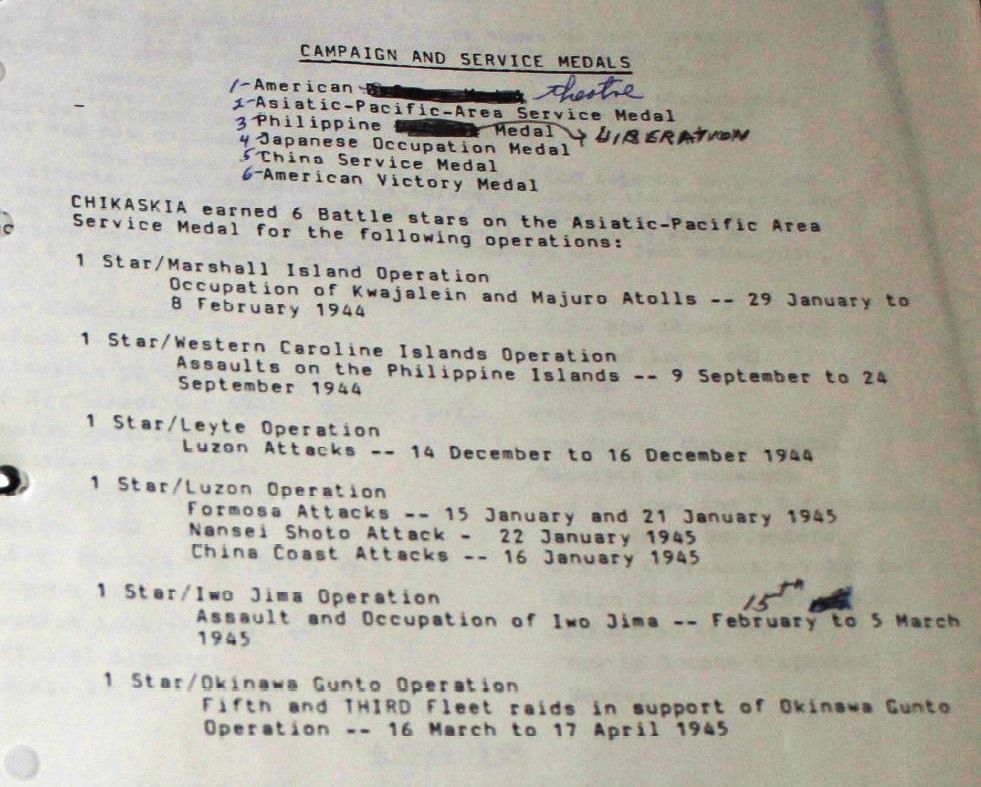 CAMPAIGN AND SERVICE MEDALS
1-American theatre
2-Asiatic-Pacific-Area Service Medal
3 Philippine Medal LIBERATION
4 Japanese Occupation Medal
5 China Service Medal
6-American Victory Medal
CHIKASKIA earned 6 Battle stars on the Asiatic-Pacific Area
Service Medal for the following operations:
1 Star/Marshall Island Operation
Occupation of Kwajalein and Majuro Atolls -- 29 January to
8 February 1944
1 Star/Western Caroline Islands Operation
Assaults on the Philippine Islands -- 9 September to 24
September 1944
1 Star/Leyte Operation
Luzon Attacks -- 14 December to 16 December 1944
1 Star/Luzon Operation
Formosa Attacks -- 15 January and 21 January 1945
Nansei Shoto Attack - 22 January 1945
China Coast Attacks -- 16 January 1945
1 Star/Iwo Jima Operation
15th
Assault and Occupation of Iwo Jima -- February to 5 March
1945
1 Star/Okinawa Gunto Operation
Fifth and THIRD Fleet raids in support of Okinawa Gunto
Operation -- 16 March to 17 April 1945